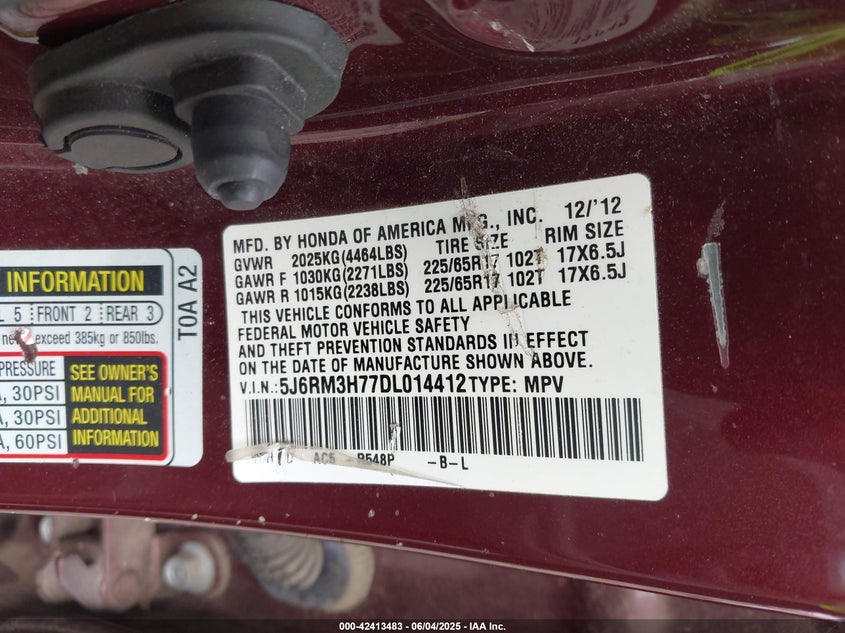 MFD. BY HONDA OF AMERICA MFG., INC. 12/'12
GVWR 2025KG(4464LBS) TIRE SIZE RIM SIZE
GAWR F 1030KG(2271LBS) 225/65R17 102T 17X6.5J
GAWR R 1015KG(2238LBS) 225/65R17 102T 17X6.5J
THIS VEHICLE CONFORMS TO ALL APPLICABLE
FEDERAL MOTOR VEHICLE SAFETY
AND THEFT PREVENTION STANDARDS IN EFFECT
ON THE DATE OF MANUFACTURE SHOWN ABOVE.
V.I.N.: 5J6RM3H77DL014412 TYPE: MPV
AC5 R548P -B-L
INFORMATION
5 FRONT 2 REAR 3
exceed 385kg or 850lbs.
T0A A2
PRESSURE
30PSI
30PSI
60PSI
SEE OWNER'S
MANUAL FOR
ADDITIONAL
INFORMATION
000-42413483 - 06/04/2025 - IAA Inc.